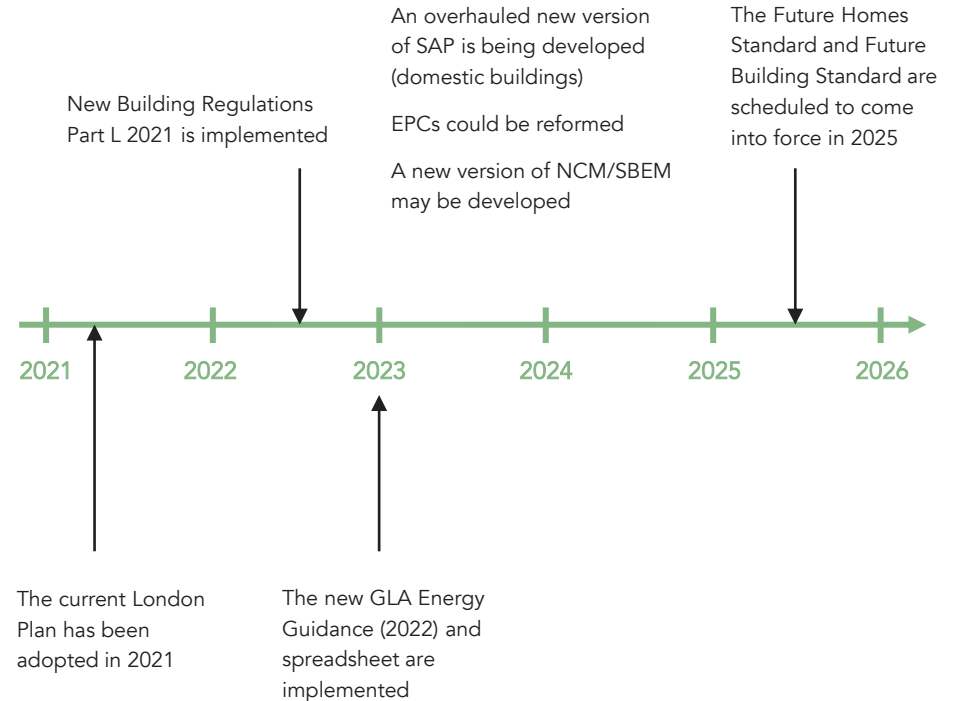 New Building Regulations
Part L 2021 is implemented
An overhauled new version
of SAP is being developed
(domestic buildings)
EPCs could be reformed
A new version of NCM/SBEM
may be developed
The Future Homes
Standard and Future
Building Standard are
scheduled to come
into force in 2025
2021
2022
2023
2024
2025
2026
The current London
Plan has been
adopted in 2021
The new GLA Energy
Guidance (2022) and
spreadsheet are
implemented